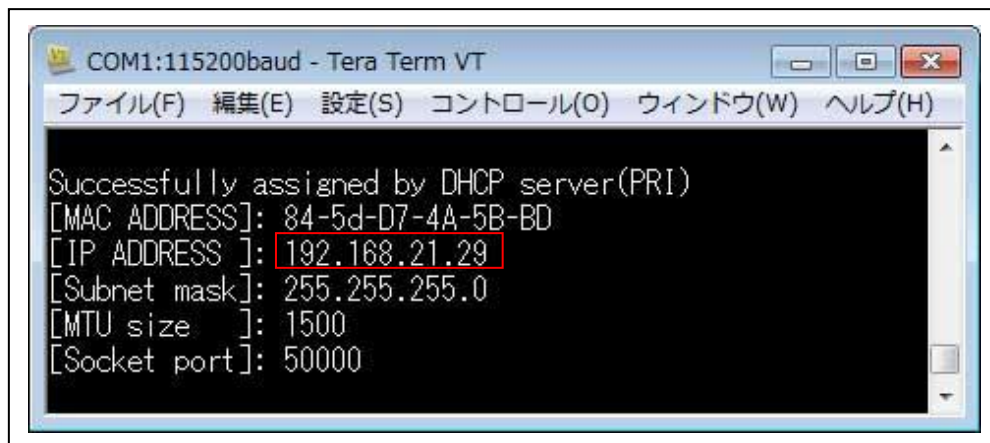 COM1:115200baud - Tera Term VT
ファイル(F) 編集(E) 設定(S) コントロール(O) ウィンドウ(W) ヘルプ(H)
Successfully assigned by DHCP server(PRI)
[MAC ADDRESS]: 84-5d-D7-4A-5B-BD
[IP ADDRESS ]: 192.168.21.29
[Subnet mask]: 255.255.255.0
[MTU size   ]: 1500
[Socket port]: 50000